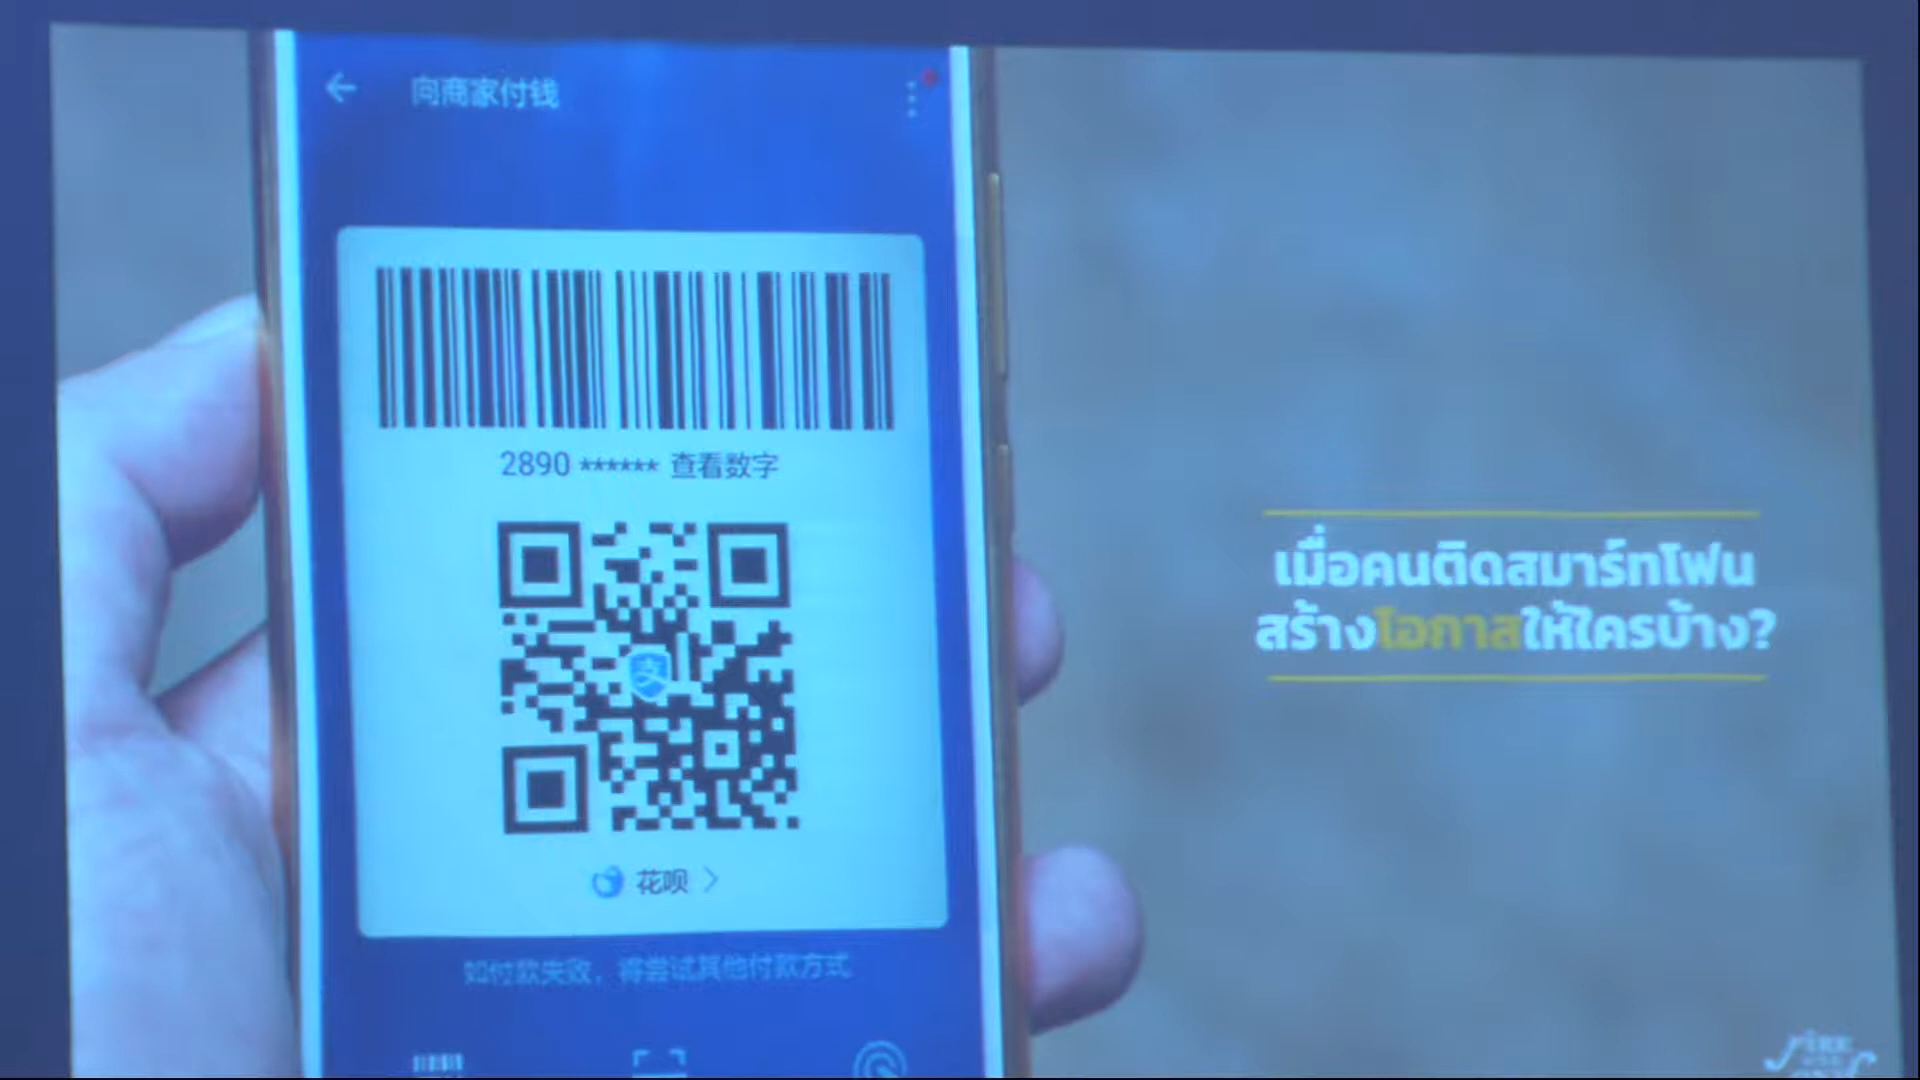 向商家付钱
2890 ****** 查看数字
支
花呗
如付款失败，将尝试其他付款方式
เมื่อคนติดสมาร์ทโฟน
สร้างโอกาสให้ใครบ้าง?